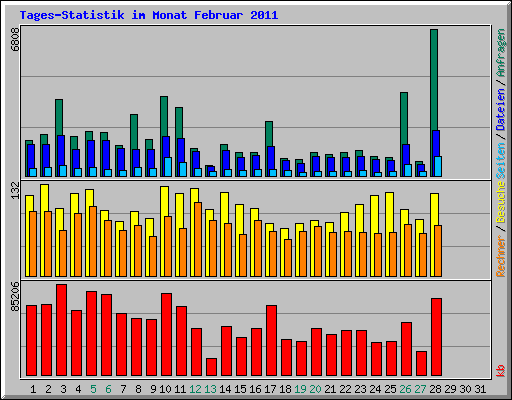 Tages-Statistik im Monat Februar 2011
6808
132
85206
Rechner / Besuche Seiten / Dateien / Anfragen
kb
1 2 3 4 5 6 7 8 9 10 11 12 13 14 15 16 17 18 19 20 21 22 23 24 25 26 27 28 29 30 31